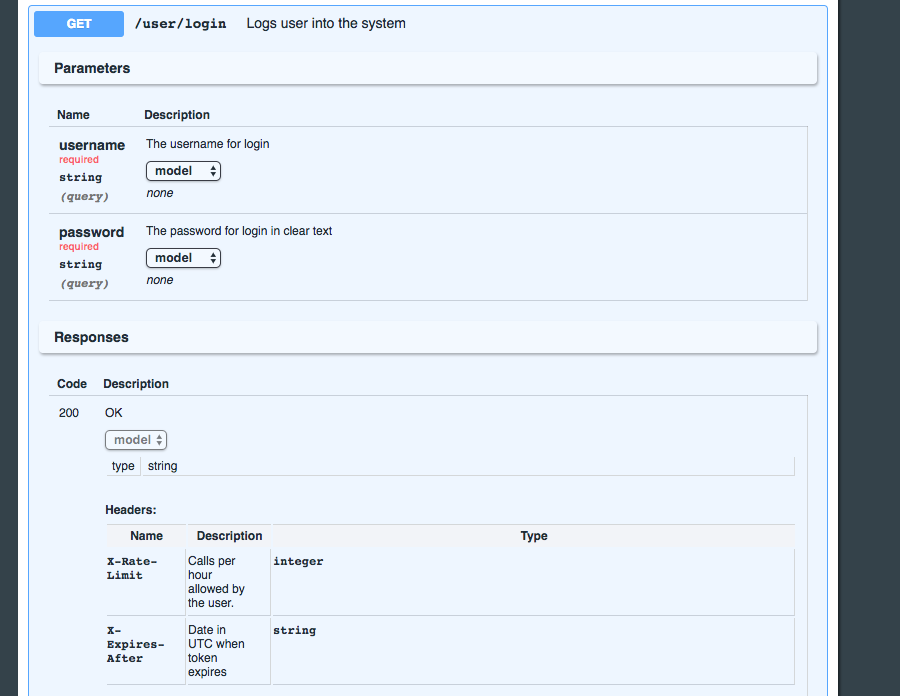 GET /user/login Logs user into the system
Parameters
Name Description
username The username for login
required
string model
(query) none
password The password for login in clear text
required
string model
(query) none
Responses
Code Description
200 OK
model
type string
Headers:
Name Description Type
X-Rate- Calls per integer
Limit hour
allowed by
the user.
X- Date in string
Expires- UTC when
After token
expires